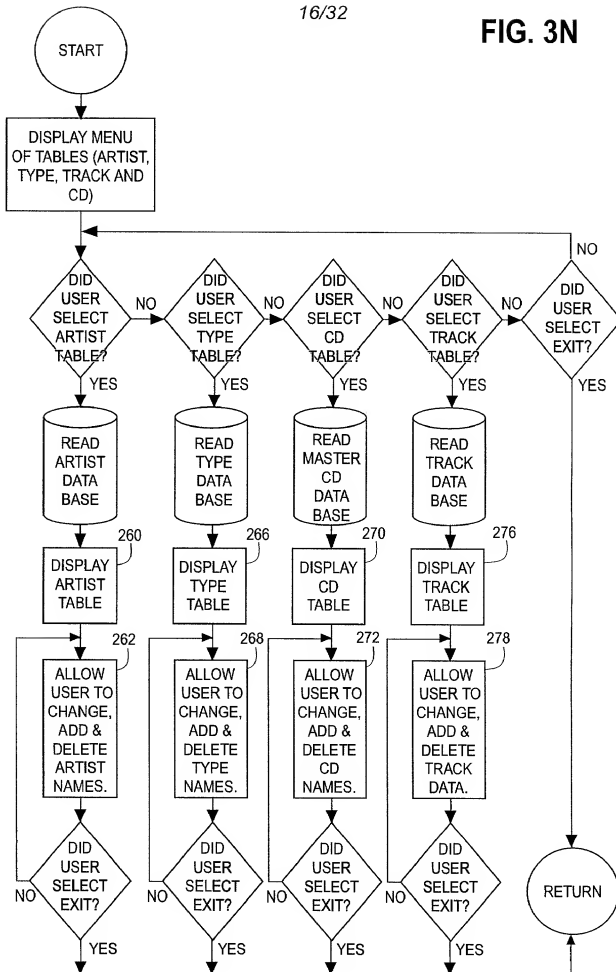 16/32
FIG. 3N
START
DISPLAY MENU
OF TABLES (ARTIST,
TYPE, TRACK AND
CD)
NO
DID
USER
SELECT
ARTIST
TABLE?
NO
YES
DID
USER
SELECT
TYPE
TABLE?
NO
YES
DID
USER
SELECT
CD
TABLE?
NO
YES
DID
USER
SELECT
TRACK
TABLE?
NO
YES
DID
USER
SELECT
EXIT?
YES
READ
ARTIST
DATA
BASE
READ
TYPE
DATA
BASE
READ
MASTER
CD
DATA
BASE
READ
TRACK
DATA
BASE
260
DISPLAY
ARTIST
TABLE
266
DISPLAY
TYPE
TABLE
270
DISPLAY
CD
TABLE
276
DISPLAY
TRACK
TABLE
262
ALLOW
USER TO
CHANGE,
ADD &
DELETE
ARTIST
NAMES.
268
ALLOW
USER TO
CHANGE,
ADD &
DELETE
TYPE
NAMES.
272
ALLOW
USER TO
CHANGE,
ADD &
DELETE
CD
NAMES.
278
ALLOW
USER TO
CHANGE,
ADD &
DELETE
TRACK
DATA.
DID
USER
SELECT
EXIT?
NO
YES
DID
USER
SELECT
EXIT?
NO
YES
DID
USER
SELECT
EXIT?
NO
YES
DID
USER
SELECT
EXIT?
NO
YES
RETURN